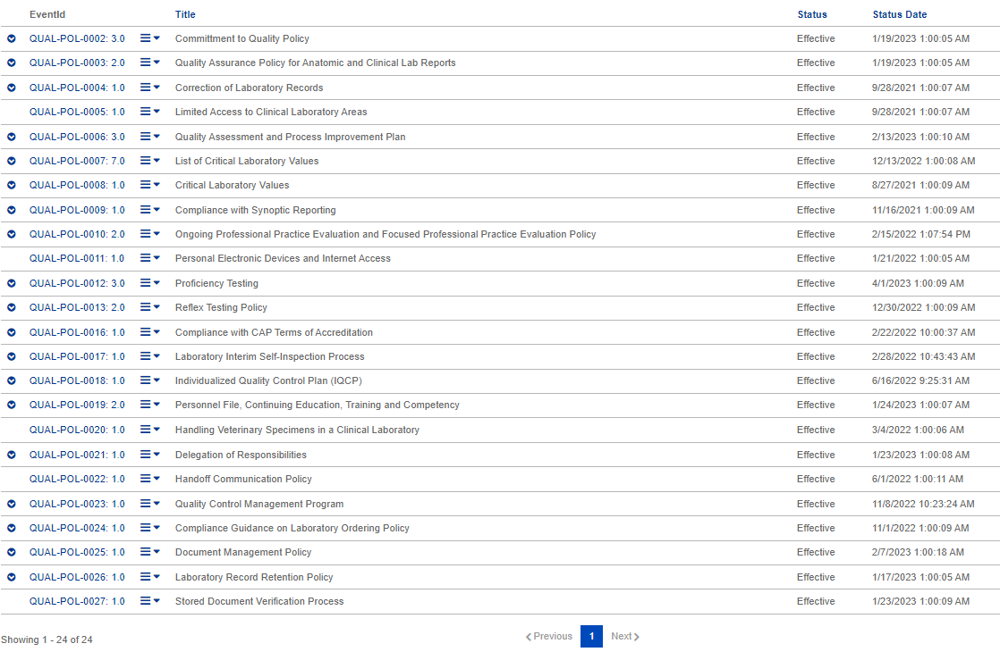 EventId Title Status Status Date
QUAL-POL-0002: 3.0 Committment to Quality Policy Effective 1/19/2023 1:00:05 AM
QUAL-POL-0003: 2.0 Quality Assurance Policy for Anatomic and Clinical Lab Reports Effective 1/19/2023 1:00:05 AM
QUAL-POL-0004: 1.0 Correction of Laboratory Records Effective 9/28/2021 1:00:07 AM
QUAL-POL-0005: 1.0 Limited Access to Clinical Laboratory Areas Effective 9/28/2021 1:00:07 AM
QUAL-POL-0006: 3.0 Quality Assessment and Process Improvement Plan Effective 2/13/2023 1:00:10 AM
QUAL-POL-0007: 7.0 List of Critical Laboratory Values Effective 12/13/2022 1:00:08 AM
QUAL-POL-0008: 1.0 Critical Laboratory Values Effective 8/27/2021 1:00:09 AM
QUAL-POL-0009: 1.0 Compliance with Synoptic Reporting Effective 11/16/2021 1:00:09 AM
QUAL-POL-0010: 2.0 Ongoing Professional Practice Evaluation and Focused Professional Practice Evaluation Policy Effective 2/15/2022 1:07:54 PM
QUAL-POL-0011: 1.0 Personal Electronic Devices and Internet Access Effective 1/21/2022 1:00:05 AM
QUAL-POL-0012: 3.0 Proficiency Testing Effective 4/1/2023 1:00:09 AM
QUAL-POL-0013: 2.0 Reflex Testing Policy Effective 12/30/2022 1:00:09 AM
QUAL-POL-0016: 1.0 Compliance with CAP Terms of Accreditation Effective 2/22/2022 10:00:37 AM
QUAL-POL-0017: 1.0 Laboratory Interim Self-Inspection Process Effective 2/28/2022 10:43:43 AM
QUAL-POL-0018: 1.0 Individualized Quality Control Plan (IQCP) Effective 6/16/2022 9:25:31 AM
QUAL-POL-0019: 2.0 Personnel File, Continuing Education, Training and Competency Effective 1/24/2023 1:00:07 AM
QUAL-POL-0020: 1.0 Handling Veterinary Specimens in a Clinical Laboratory Effective 3/4/2022 1:00:06 AM
QUAL-POL-0021: 1.0 Delegation of Responsibilities Effective 1/23/2023 1:00:08 AM
QUAL-POL-0022: 1.0 Handoff Communication Policy Effective 6/1/2022 1:00:11 AM
QUAL-POL-0023: 1.0 Quality Control Management Program Effective 11/8/2022 10:23:24 AM
QUAL-POL-0024: 1.0 Compliance Guidance on Laboratory Ordering Policy Effective 11/1/2022 1:00:09 AM
QUAL-POL-0025: 1.0 Document Management Policy Effective 2/7/2023 1:00:18 AM
QUAL-POL-0026: 1.0 Laboratory Record Retention Policy Effective 1/17/2023 1:00:05 AM
QUAL-POL-0027: 1.0 Stored Document Verification Process Effective 1/23/2023 1:00:09 AM
Showing 1 - 24 of 24 Previous 1 Next